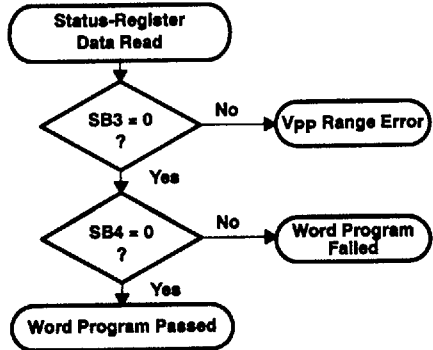 Status-Register
Data Read
SB3 = 0
?
No
Vpp Range Error
Yes
SB4 = 0
?
No
Word Program
Failed
Yes
Word Program Passed